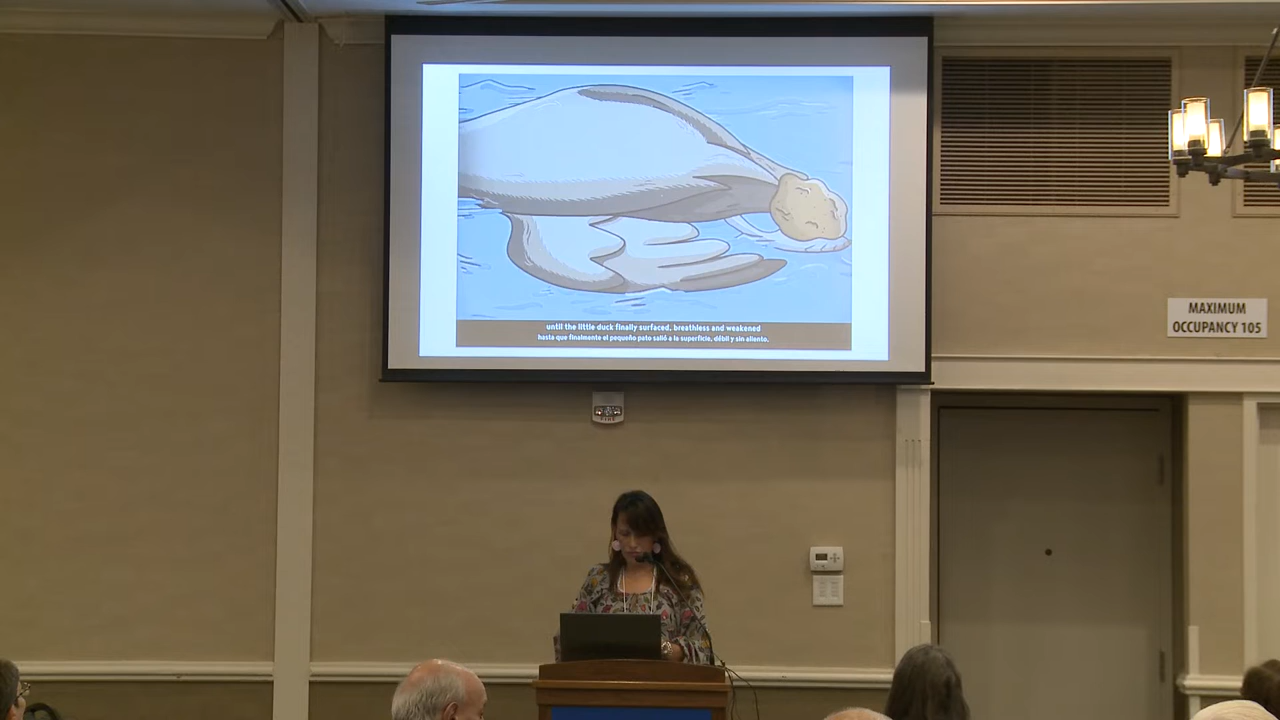 until the little duck finally surfaced, breathless and weakened
hasta que finalmente el pequeño pato salió a la superficie, débil y sin aliento,
MAXIMUM
OCCUPANCY 105
FIRE